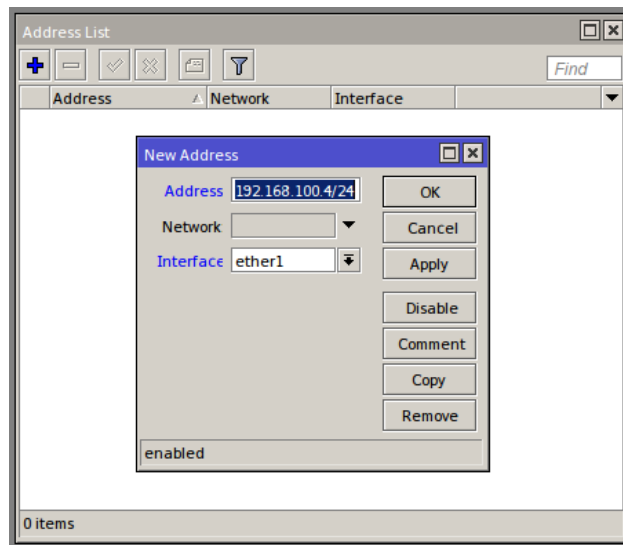 Address List
Find
Address Network Interface
New Address
Address 192.168.100.4/24 OK
Network Cancel
Interface ether1 Apply
Disable
Comment
Copy
Remove
enabled
0 items